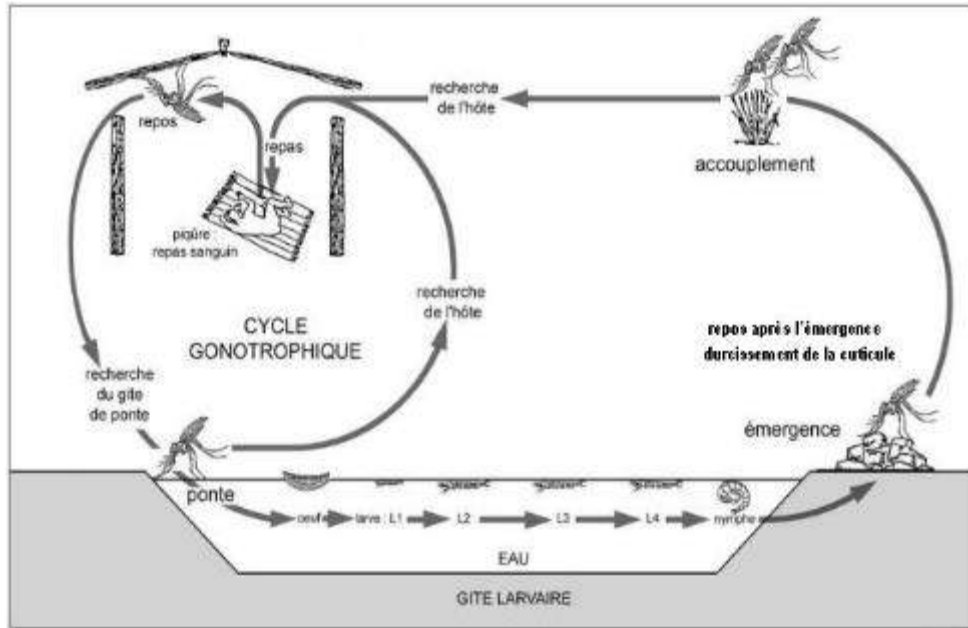 recherche
de l'hôte
repos
repas
accouplement
piqûre
repas sanguin
recherche
de l'hôte
CYCLE
GONOTROPHIQUE
repos après l'émergence
durcissement de la cuticule
recherche
du gite
de ponte
émergence
ponte
oeuf
larve : L1
L2
L3
L4
nymphe
EAU
GITE LARVAIRE